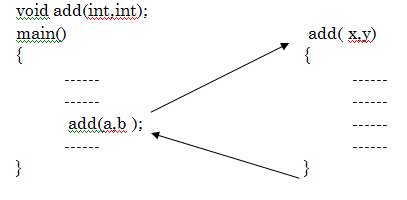 void add(int,int);
main()
{
------
------
add(a,b );
------
}
add( x,y)
{
------
------
------
------
}